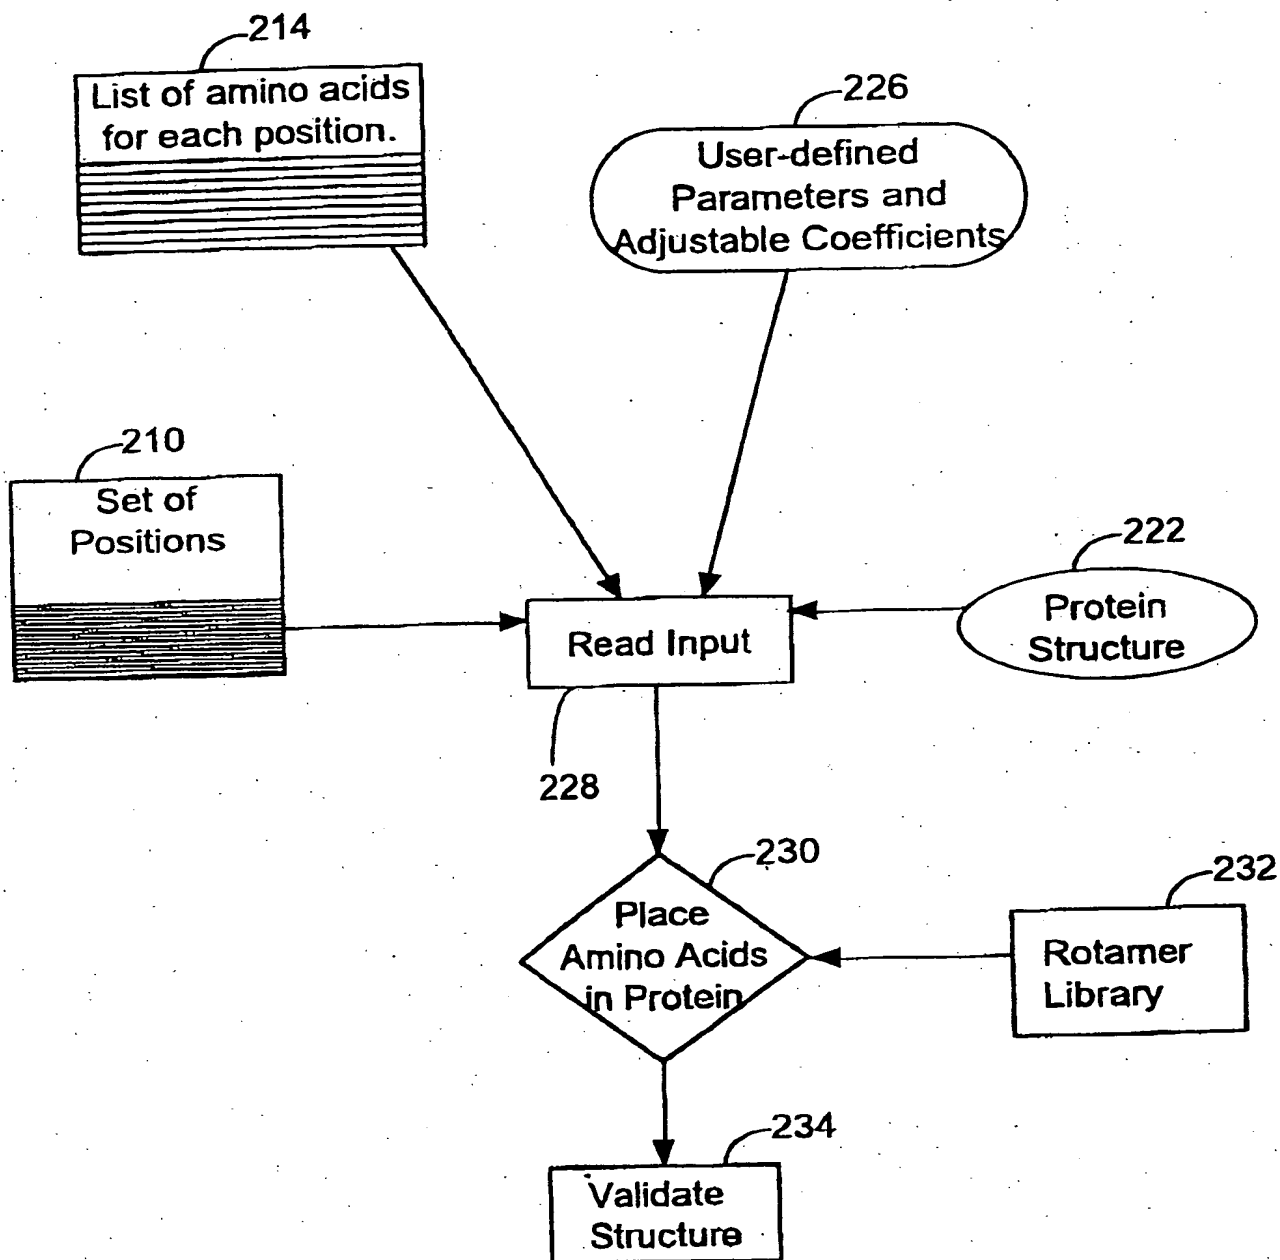 214
List of amino acids
for each position.
226
User-defined
Parameters and
Adjustable Coefficients
210
Set of
Positions
222
Protein
Structure
Read Input
228
230
Place
Amino Acids
in Protein
232
Rotamer
Library
234
Validate
Structure